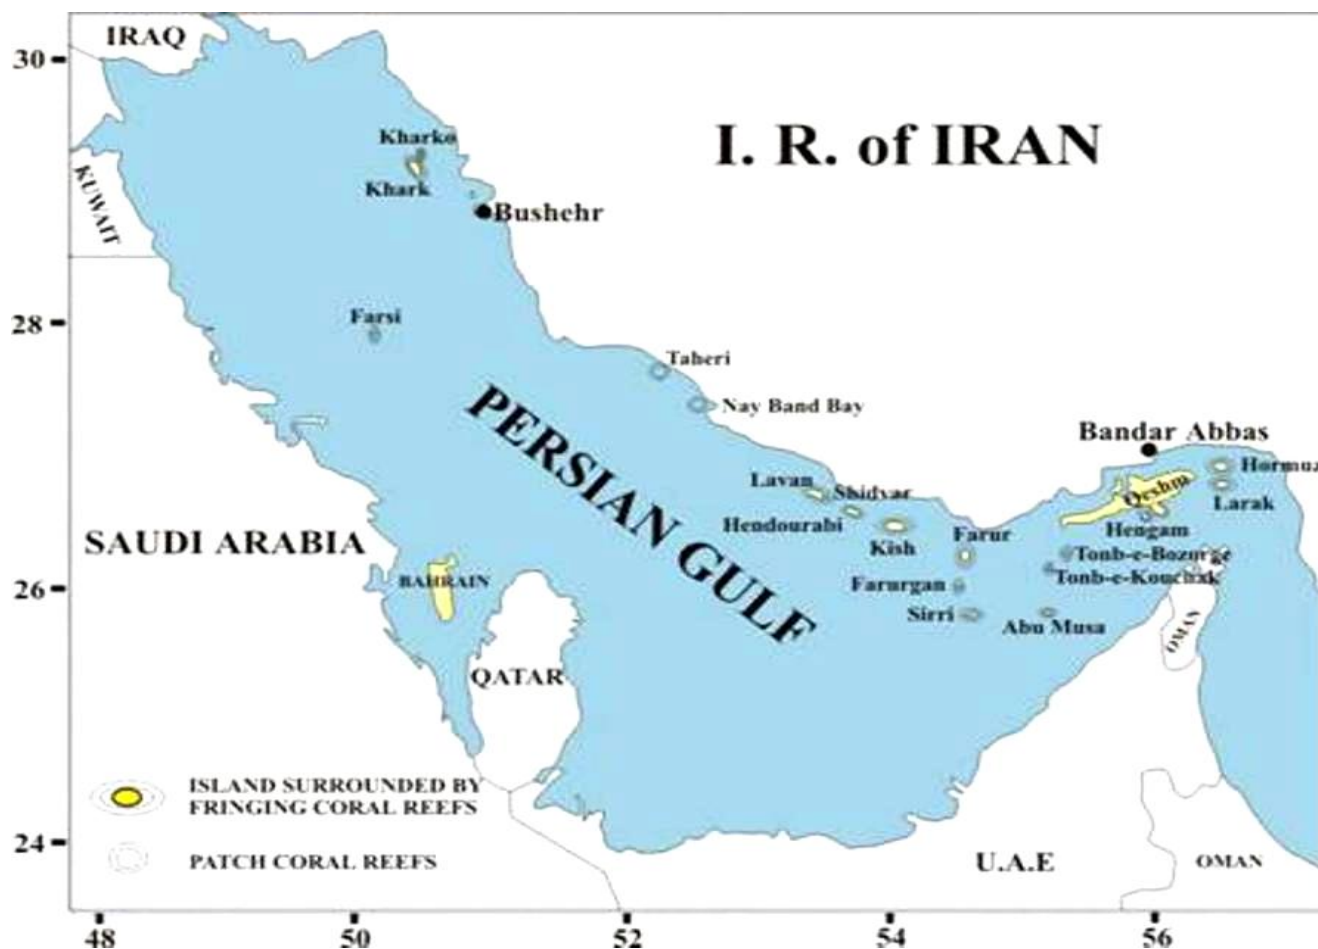 IRAQ
30
I. R. of IRAN
Kharko
KUWAIT
Khark
Bushehr
28
Farsi
Taheri
PERSIAN GULF
Nay Band Bay
Bandar Abbas
Hormuz
Lavan
Shidvar
Qeshm
Larak
Hendourabi
Kish
Farur
Hengam
SAUDI ARABIA
Tonb-e-Bozorge
Tonb-e-Kouchak
26
BAHRAIN
Farurgan
Sirri
Abu Musa
OMAN
QATAR
ISLAND SURROUNDED BY
FRINGING CORAL REEFS
24
PATCH CORAL REEFS
U.A.E
OMAN
48
50
52
54
56